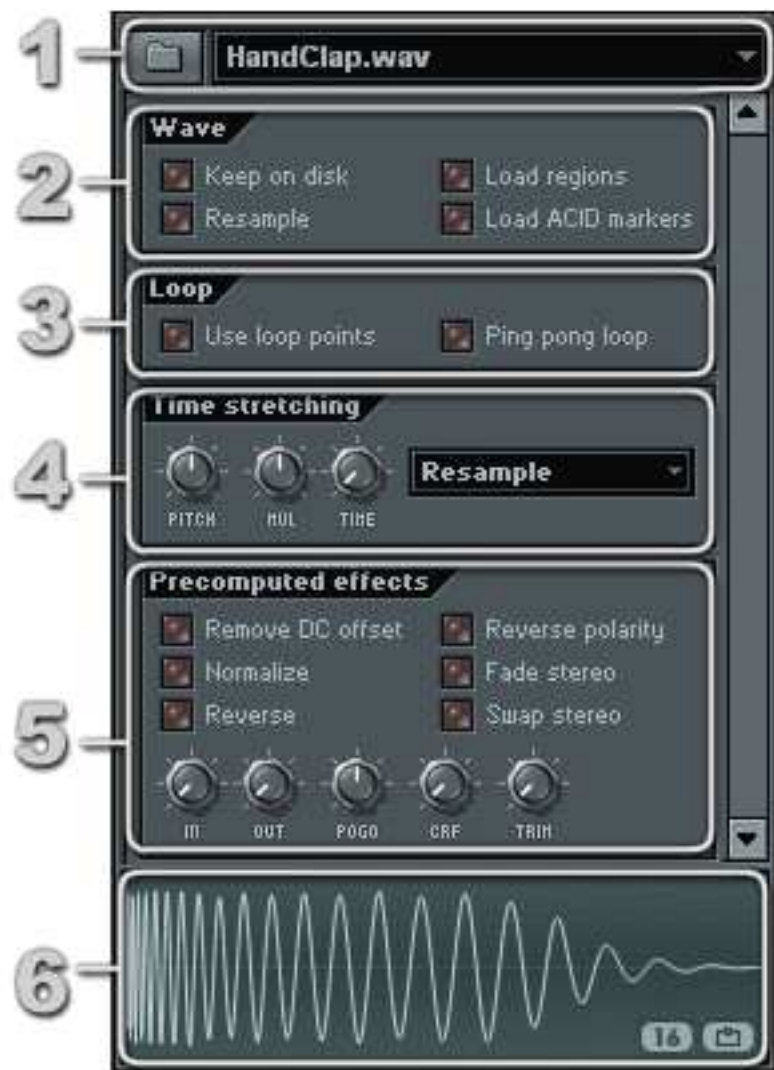 1
HandClap.wav
2
Wave
Keep on disk
Load regions
Resample
Load ACID markers
3
Loop
Use loop points
Ping pong loop
4
Time stretching
PITCH
MUL
TIME
Resample
5
Precomputed effects
Remove DC offset
Reverse polarity
Normalize
Fade stereo
Reverse
Swap stereo
IN
OUT
POGO
CRF
TRIM
6
16